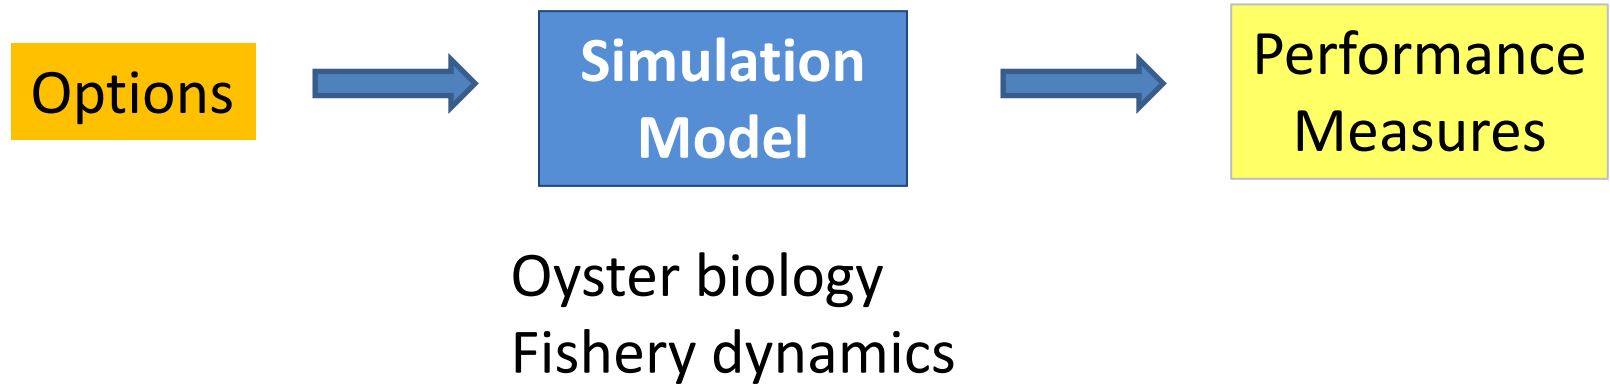 Options
Simulation
Model
Performance
Measures
Oyster biology
Fishery dynamics